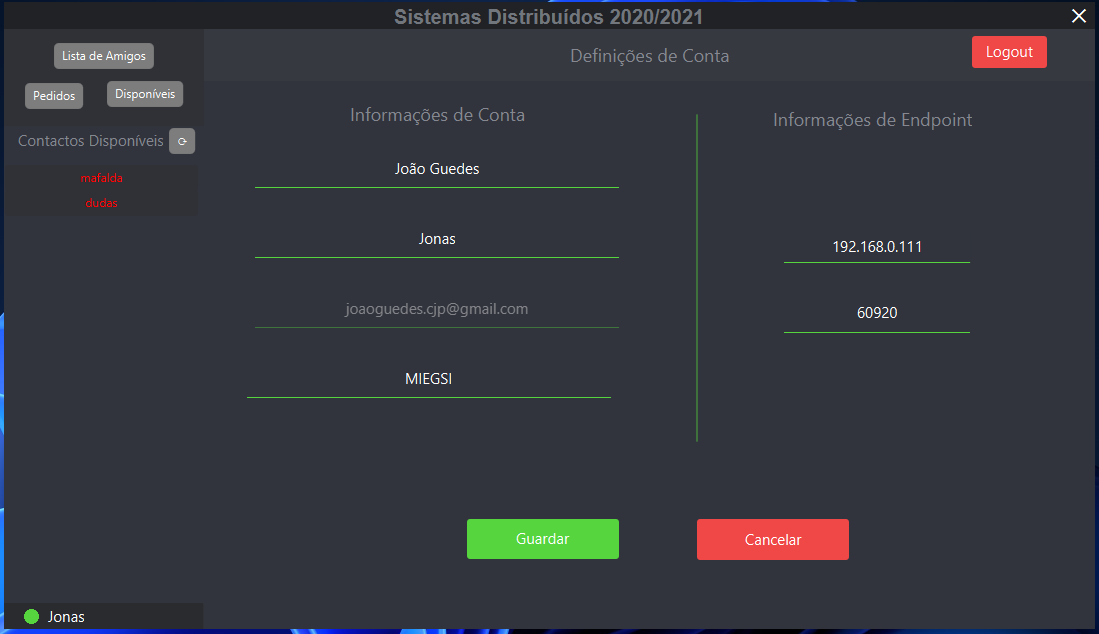 Sistemas Distribuídos 2020/2021
Lista de Amigos
Pedidos
Disponíveis
Contactos Disponíveis
mafalda
dudas
Jonas
Definições de Conta
Logout
Informações de Conta
João Guedes
Jonas
joaoguedes.cjp@gmail.com
MIEGSI
Informações de Endpoint
192.168.0.111
60920
Guardar
Cancelar